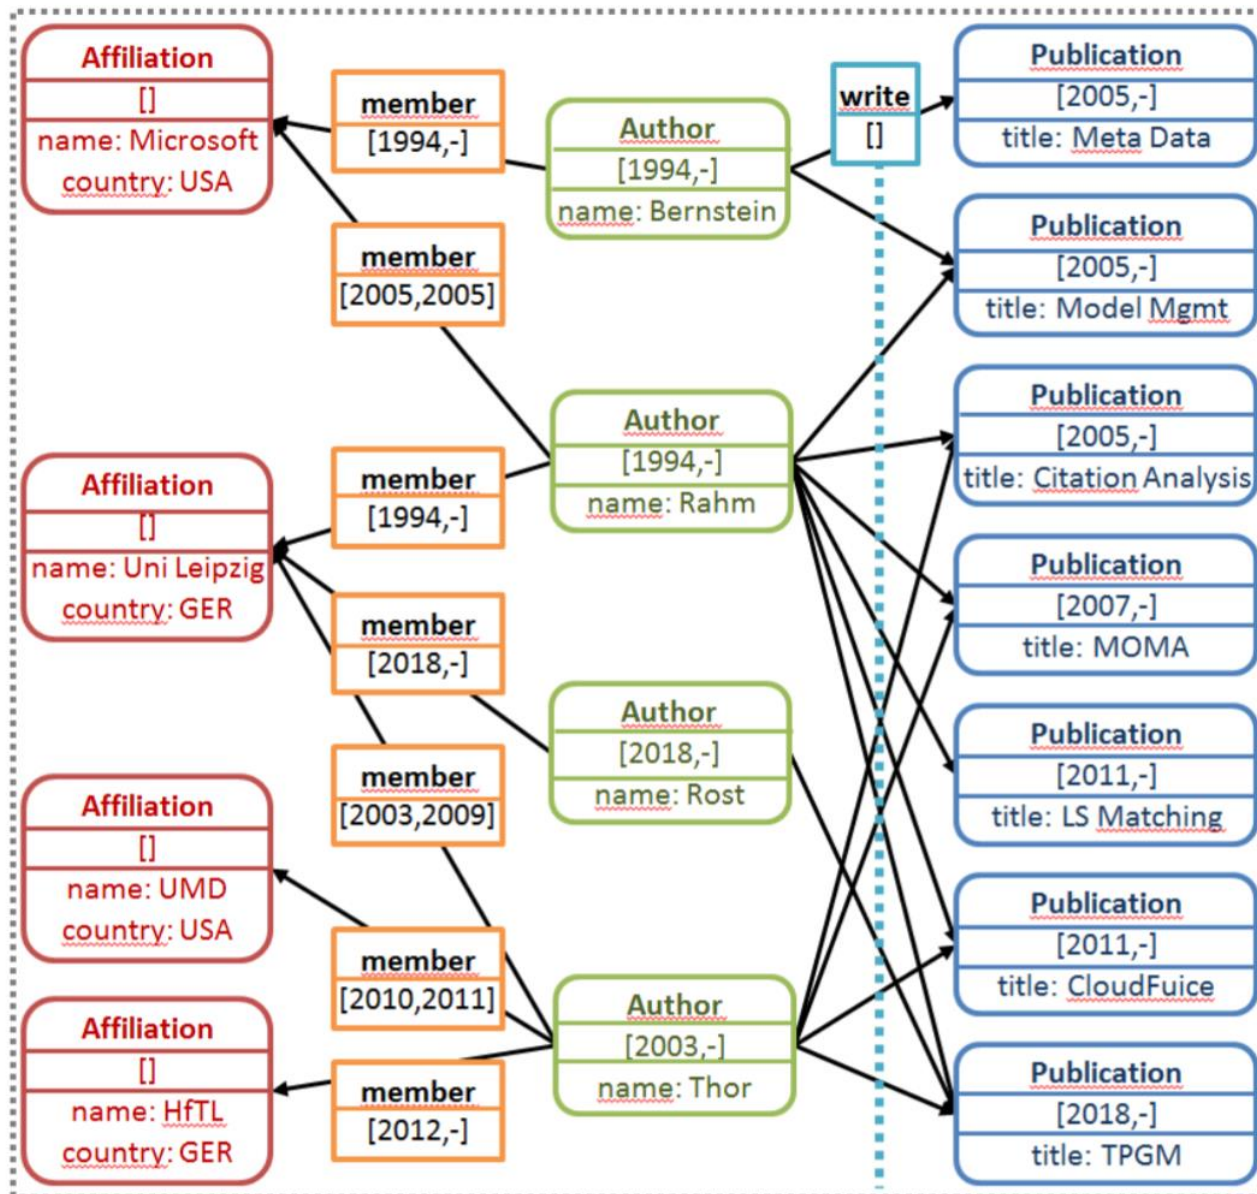 Affiliation
[]
name: Microsoft
country: USA
Affiliation
[]
name: Uni Leipzig
country: GER
Affiliation
[]
name: UMD
country: USA
Affiliation
[]
name: HfTL
country: GER
member
[1994,-]
member
[2005,2005]
member
[1994,-]
member
[2018,-]
member
[2003,2009]
member
[2010,2011]
member
[2012,-]
Author
[1994,-]
name: Bernstein
Author
[1994,-]
name: Rahm
Author
[2018,-]
name: Rost
Author
[2003,-]
name: Thor
write
[]
Publication
[2005,-]
title: Meta Data
Publication
[2005,-]
title: Model Mgmt
Publication
[2005,-]
title: Citation Analysis
Publication
[2007,-]
title: MOMA
Publication
[2011,-]
title: LS Matching
Publication
[2011,-]
title: CloudFuice
Publication
[2018,-]
title: TPGM